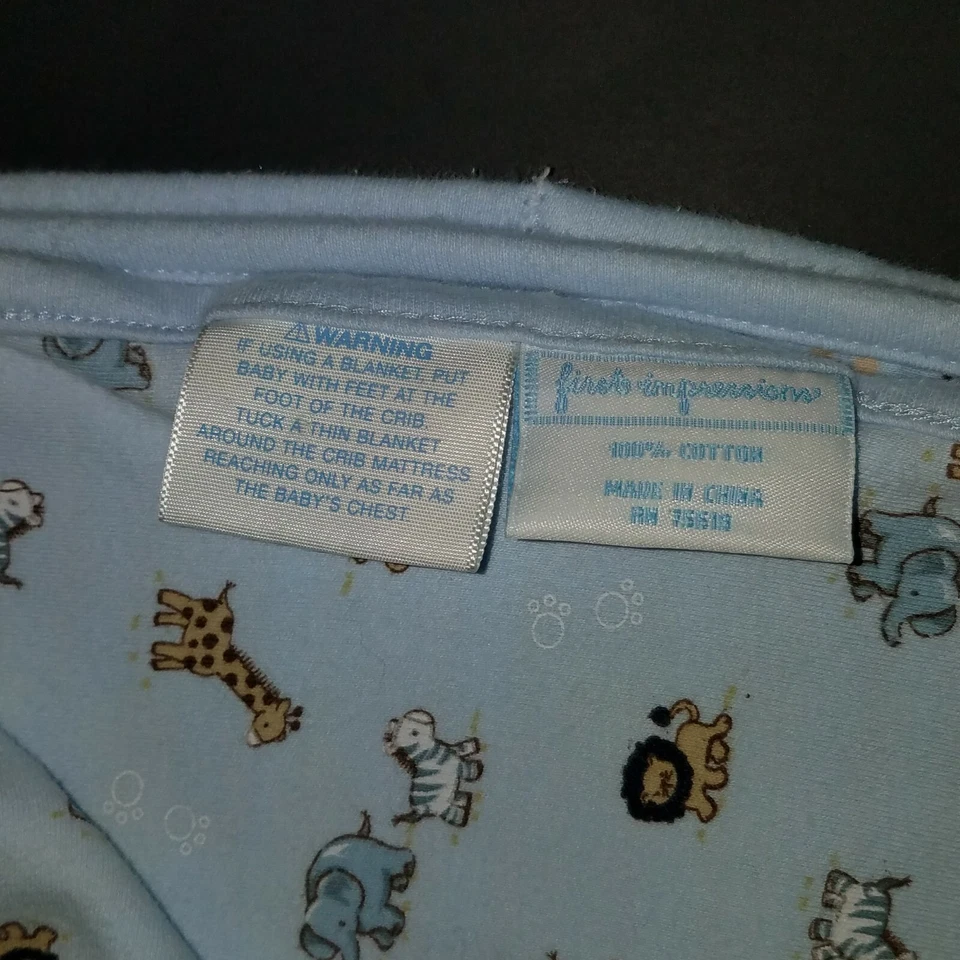 ⚠WARNING
IF USING A BLANKET, PUT
BABY WITH FEET AT THE
FOOT OF THE CRIB.
TUCK A THIN BLANKET
AROUND THE CRIB MATTRESS
REACHING ONLY AS FAR AS
THE BABY'S CHEST
first impressions
100% COTTON
MADE IN CHINA
RN 75519